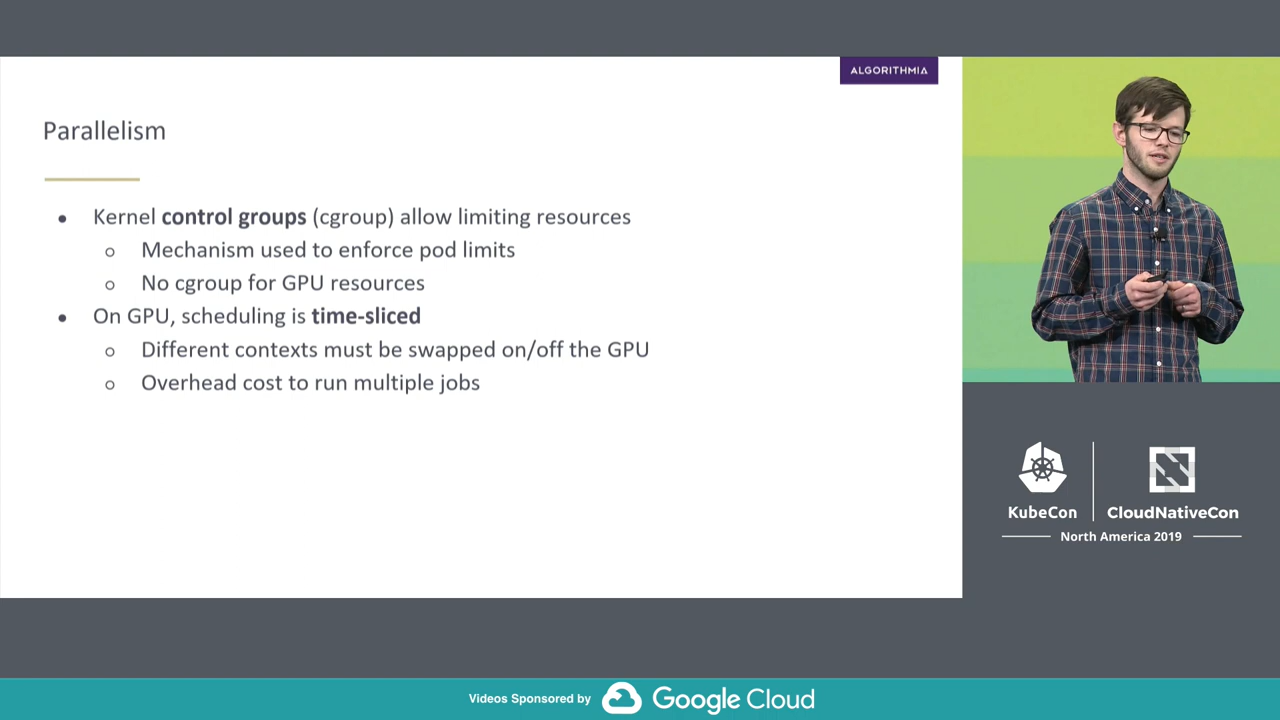 ALGORITHMIA
Parallelism
• Kernel control groups (cgroup) allow limiting resources
○ Mechanism used to enforce pod limits
○ No cgroup for GPU resources
• On GPU, scheduling is time-sliced
○ Different contexts must be swapped on/off the GPU
○ Overhead cost to run multiple jobs
KubeCon
CloudNativeCon
North America 2019
Videos Sponsored by Google Cloud